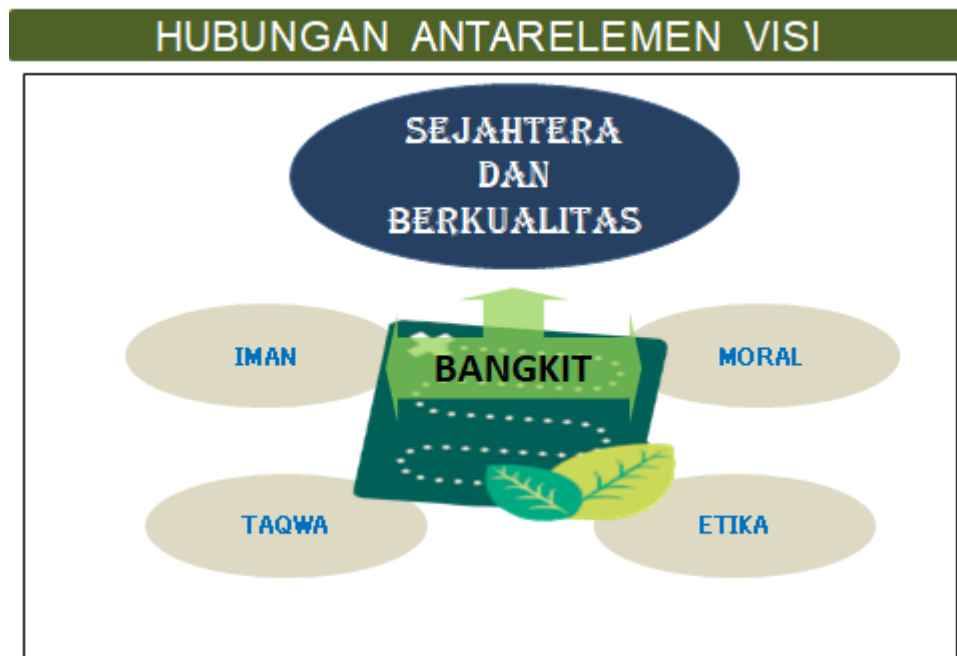 HUBUNGAN ANTARELEMEN VISI
SEJAHTERA
DAN
BERKUALITAS
IMAN
BANGKIT
MORAL
TAQWA
ETIKA